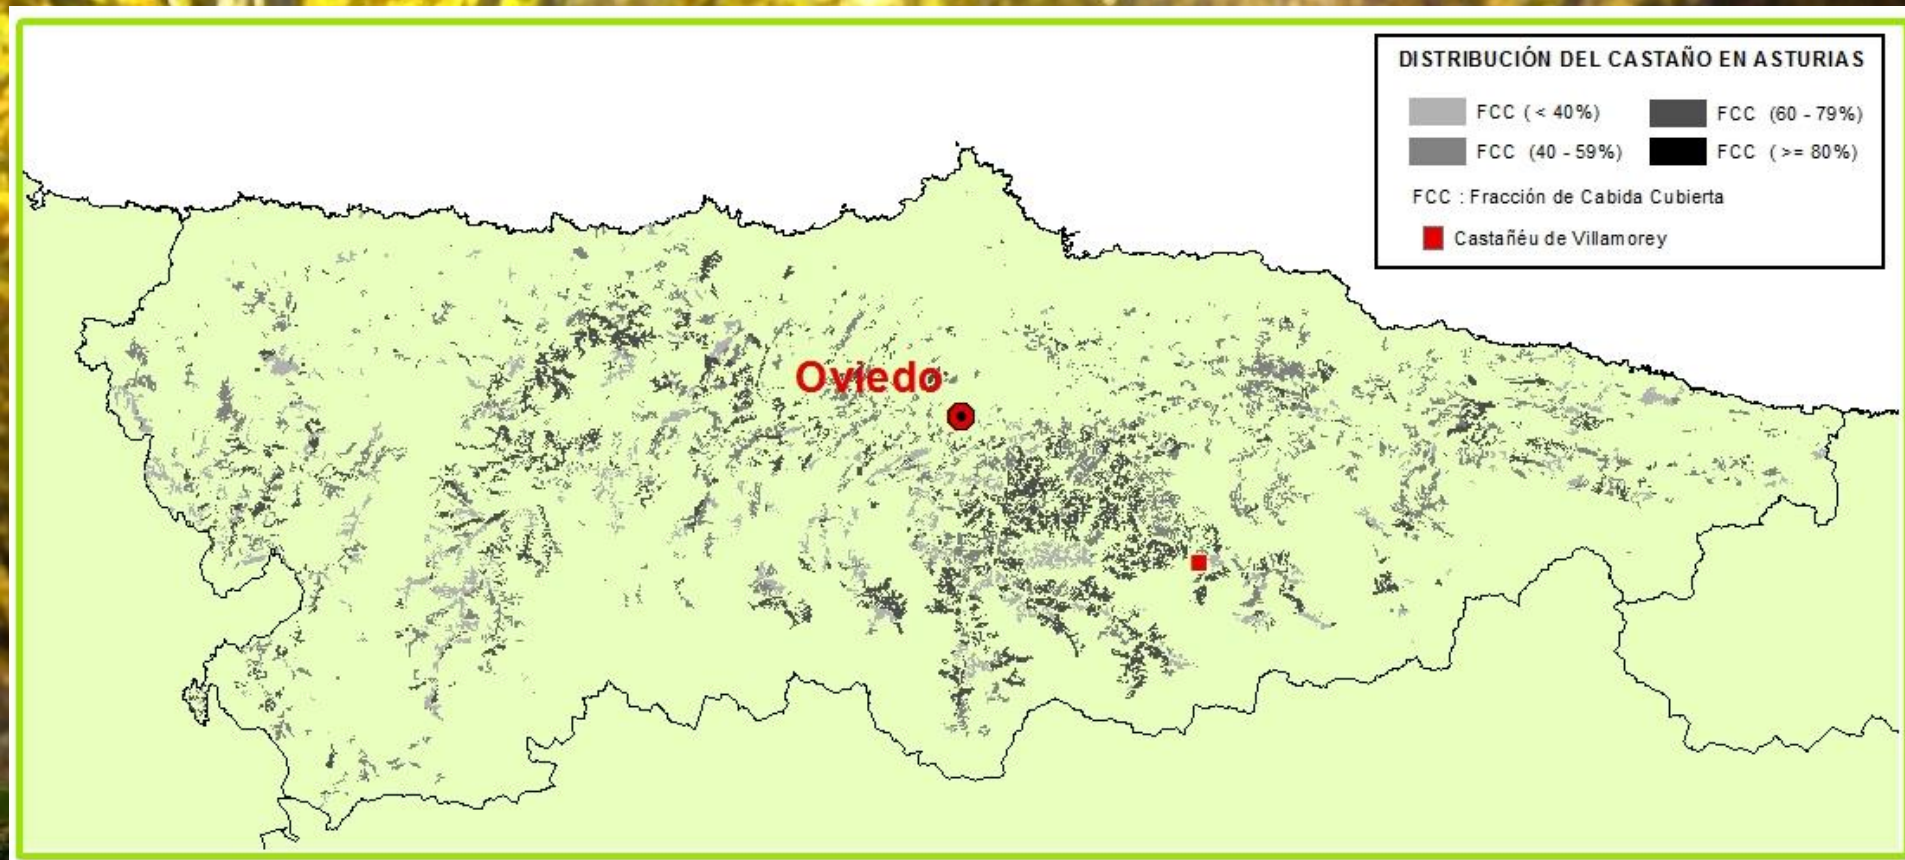 DISTRIBUCIÓN DEL CASTAÑO EN ASTURIAS
FCC ( < 40%)
FCC (60 - 79%)
FCC (40 - 59%)
FCC ( >= 80%)
FCC : Fracción de Cabida Cubierta
Castañéu de Villamorey
Oviedo